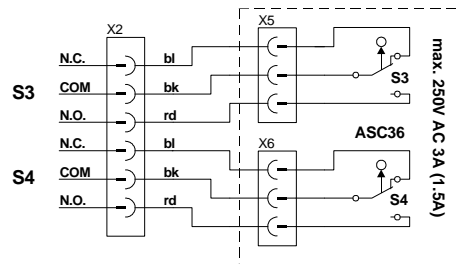 X2
X5
N.C.
bl
COM
bk
S3
S3
N.O.
rd
N.C.
bl
X6
ASC36
COM
bk
S4
S4
N.O.
rd
max. 250V AC 3A (1.5A)